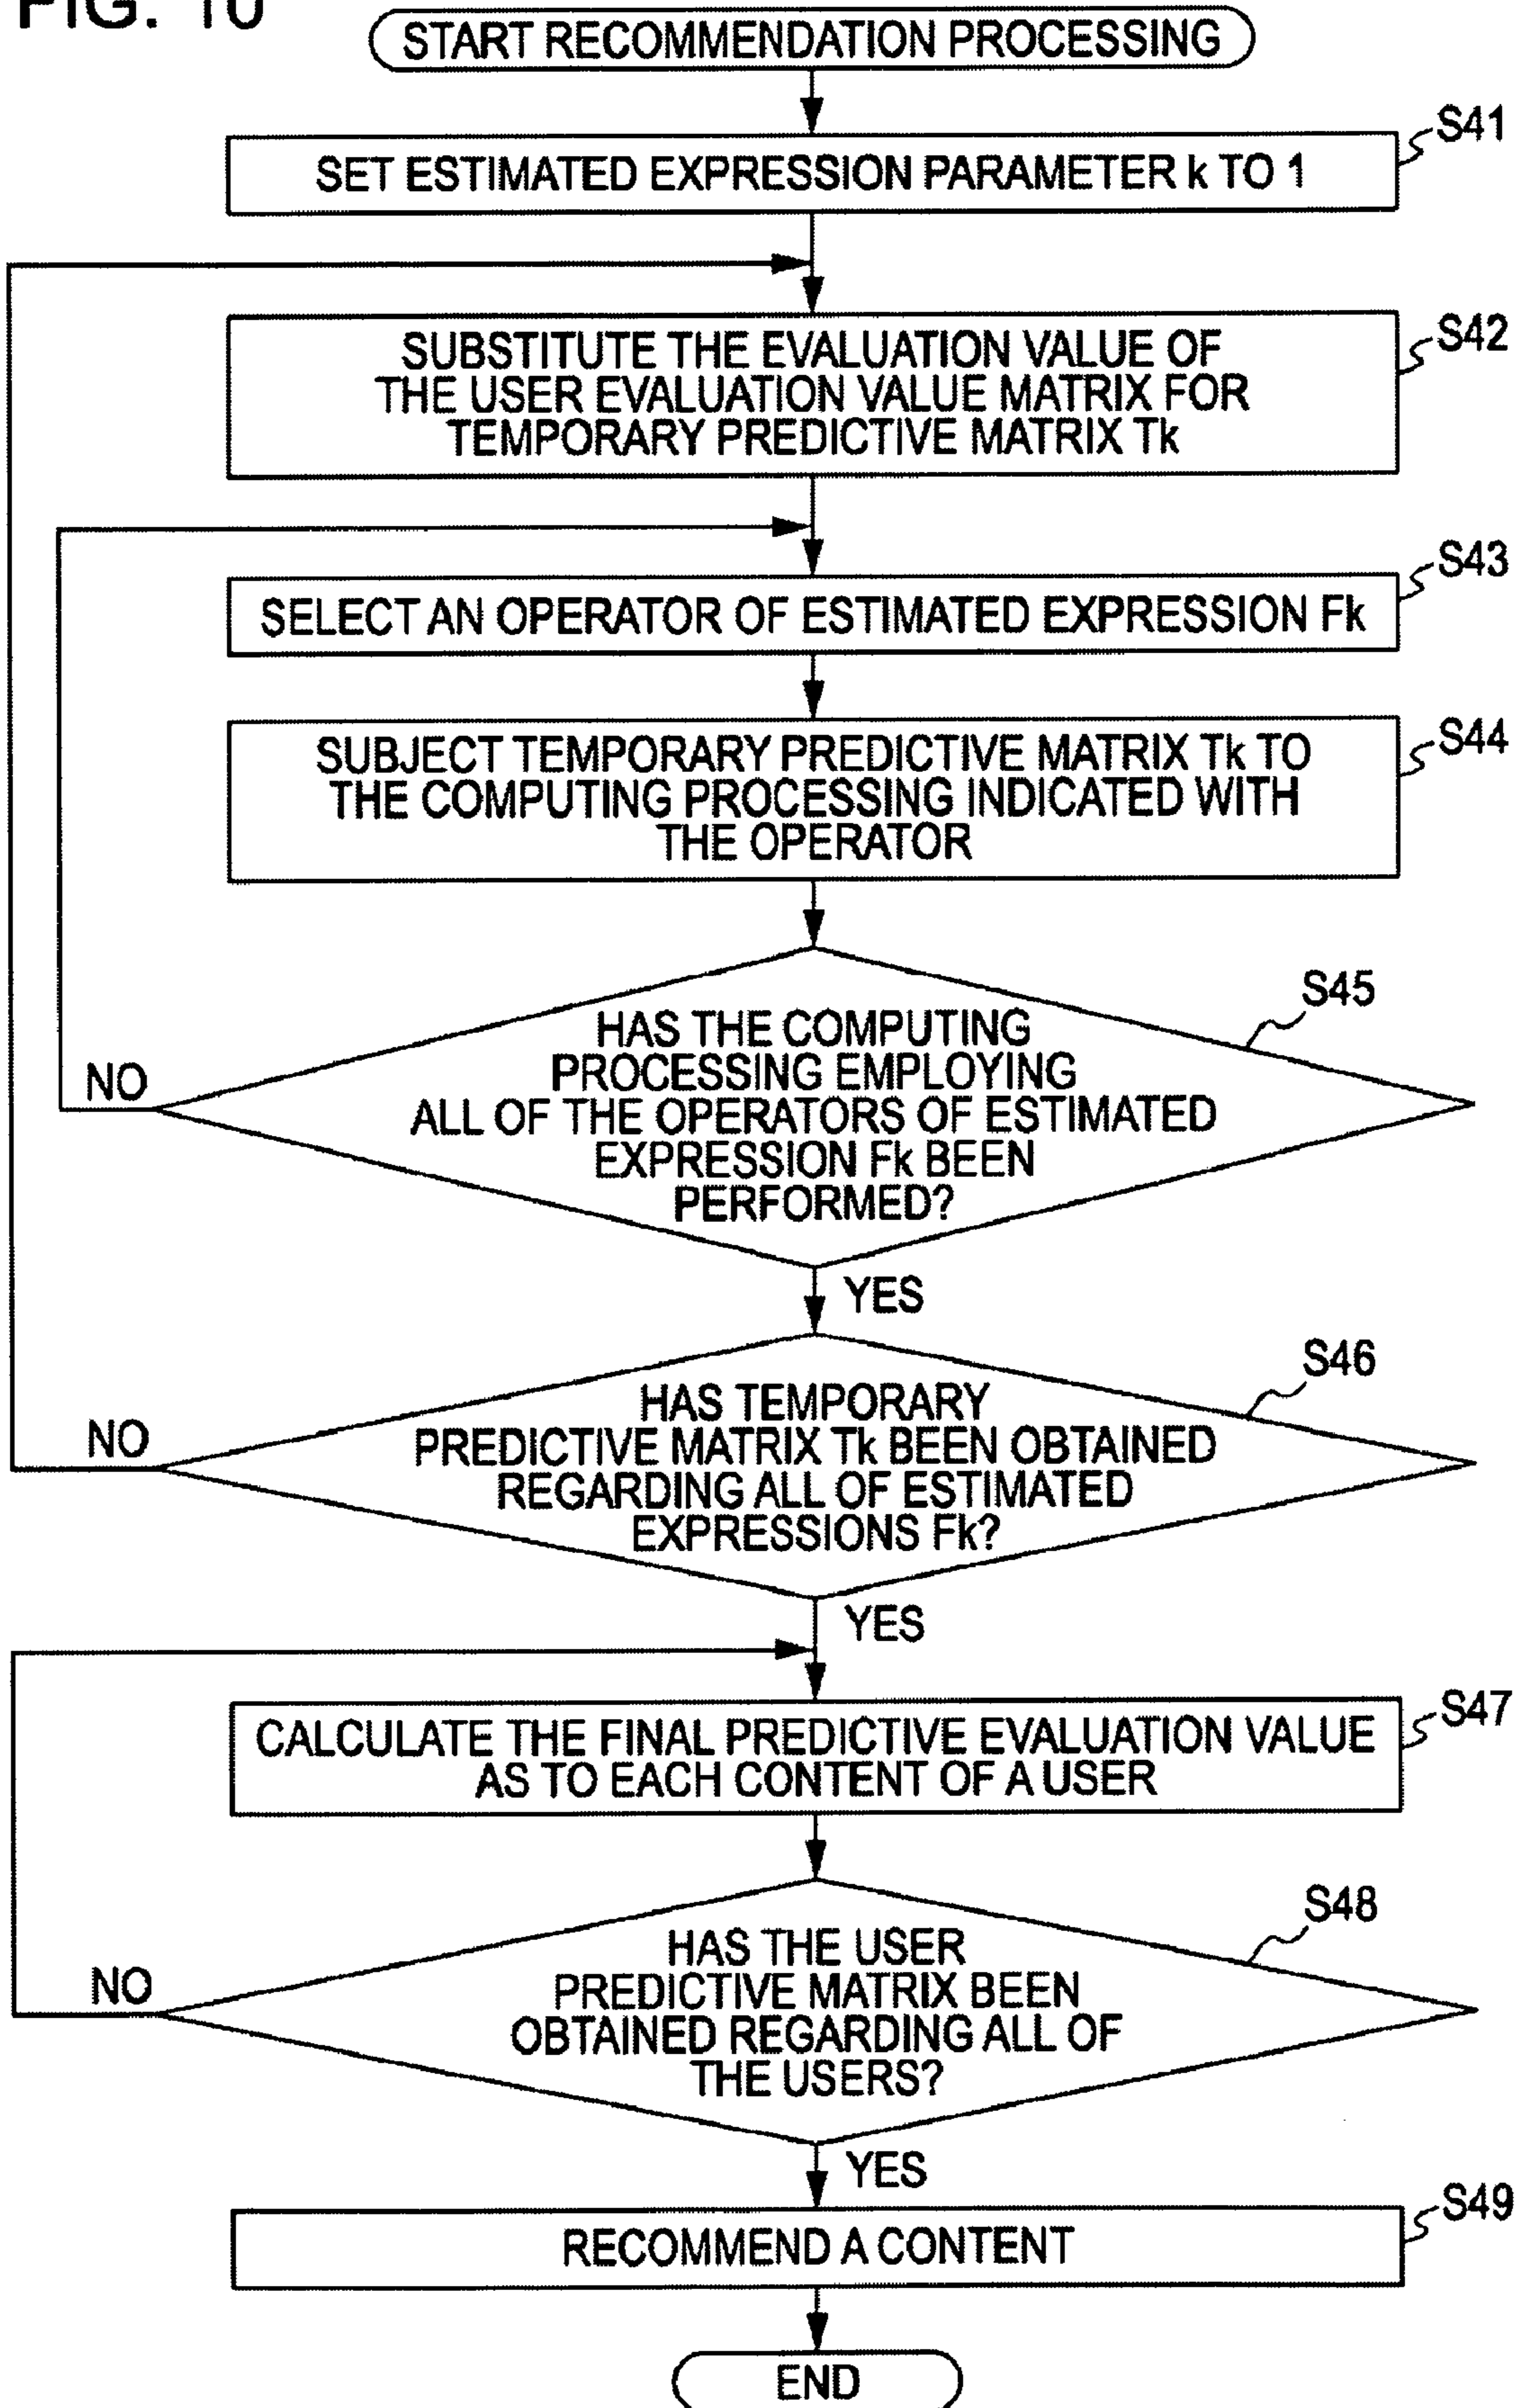 FIG. 10
START RECOMMENDATION PROCESSING
S41
SET ESTIMATED EXPRESSION PARAMETER k TO 1
S42
SUBSTITUTE THE EVALUATION VALUE OF
THE USER EVALUATION VALUE MATRIX FOR
TEMPORARY PREDICTIVE MATRIX Tk
S43
SELECT AN OPERATOR OF ESTIMATED EXPRESSION Fk
S44
SUBJECT TEMPORARY PREDICTIVE MATRIX Tk TO
THE COMPUTING PROCESSING INDICATED WITH
THE OPERATOR
S45
HAS THE COMPUTING
PROCESSING EMPLOYING
ALL OF THE OPERATORS OF ESTIMATED
EXPRESSION Fk BEEN
PERFORMED?
NO
YES
S46
HAS TEMPORARY
PREDICTIVE MATRIX Tk BEEN OBTAINED
REGARDING ALL OF ESTIMATED
EXPRESSIONS Fk?
NO
YES
S47
CALCULATE THE FINAL PREDICTIVE EVALUATION VALUE
AS TO EACH CONTENT OF A USER
S48
HAS THE USER
PREDICTIVE MATRIX BEEN
OBTAINED REGARDING ALL OF
THE USERS?
NO
YES
S49
RECOMMEND A CONTENT
END